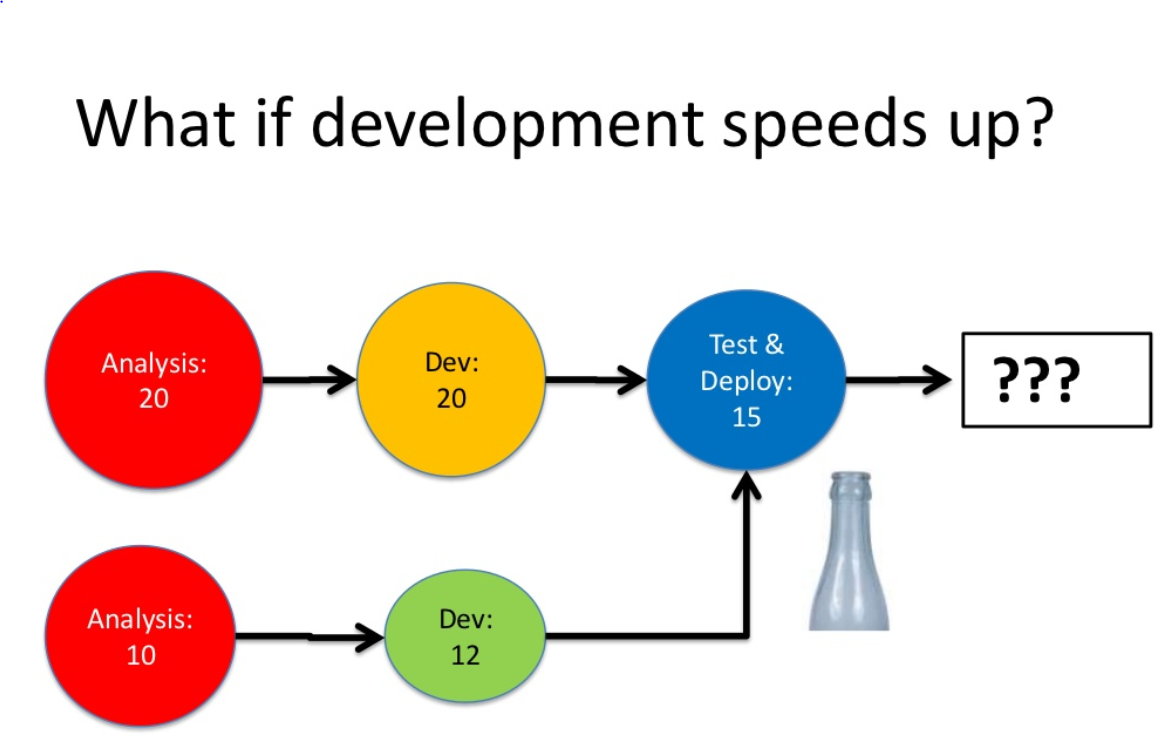 What if development speeds up?
Analysis:
20
Dev:
20
Test &
Deploy:
15
???
Analysis:
10
Dev:
12